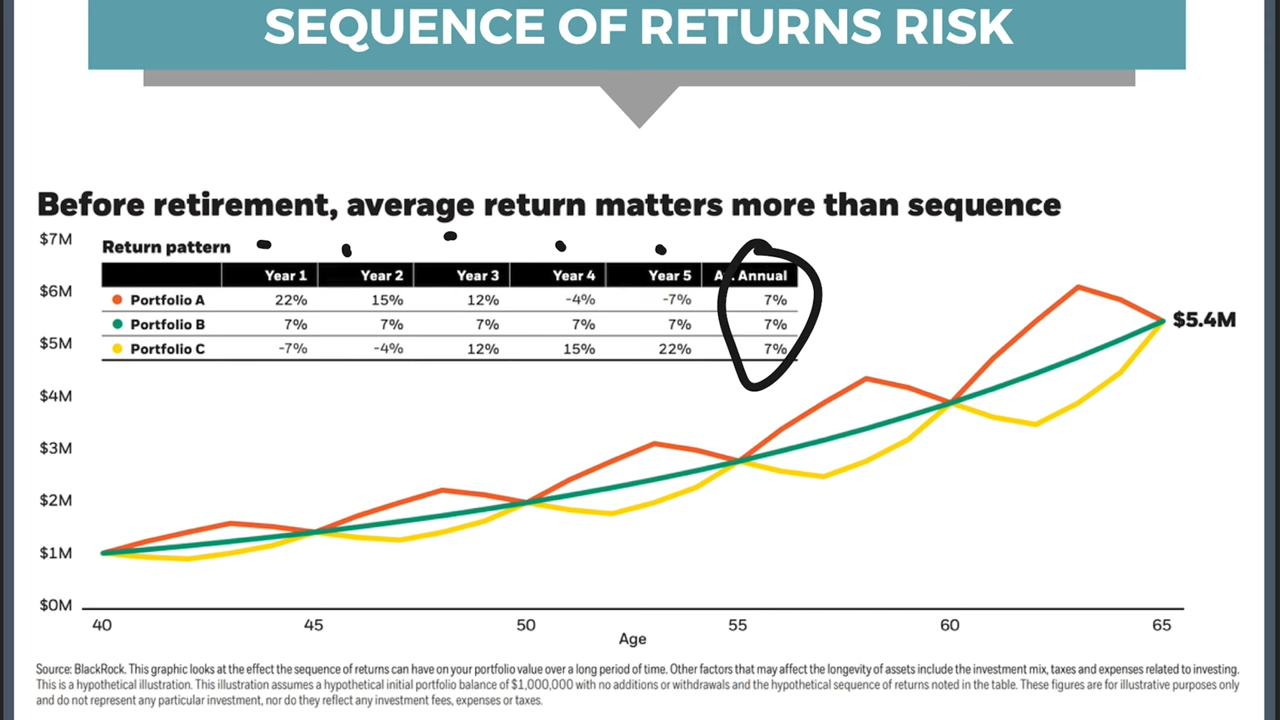 SEQUENCE OF RETURNS RISK
Before retirement, average return matters more than sequence
$7M
Return pattern
Year 1 Year 2 Year 3 Year 4 Year 5 Annual
$6M
Portfolio A 22% 15% 12% -4% -7% 7%
Portfolio B 7% 7% 7% 7% 7% 7%
$5.4M
$5M
Portfolio C -7% -4% 12% 15% 22% 7%
$4M
$3M
$2M
$1M
$0M
40 45 50 55 60 65
Age
Source: BlackRock. This graphic looks at the effect the sequence of returns can have on your portfolio value over a long period of time. Other factors that may affect the longevity of assets include the investment mix, taxes and expenses related to investing.
This is a hypothetical illustration. This illustration assumes a hypothetical initial portfolio balance of $1,000,000 with no additions or withdrawals and the hypothetical sequence of returns noted in the table. These figures are for illustrative purposes only
and do not represent any particular investment, nor do they reflect any investment fees, expenses or taxes.